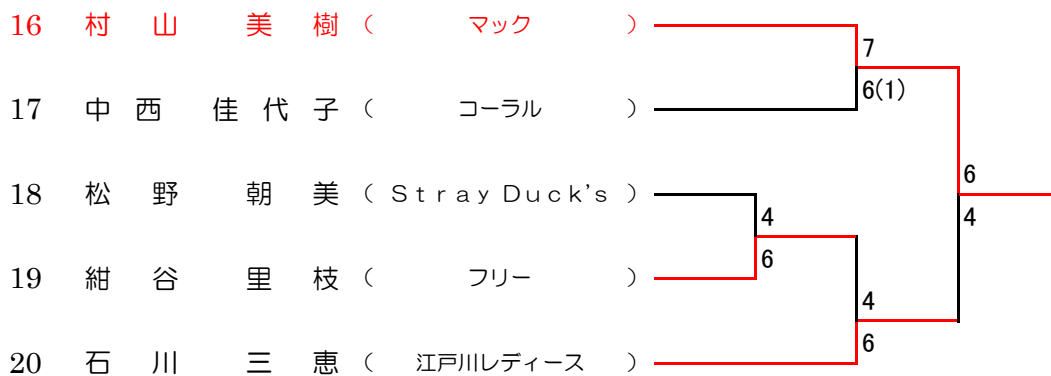 16 村山 美樹 ( マック )
7
6(1)
17 中西 佳代子 ( コーラル )
18 松野 朝美 ( Stray Duck's )
6
4
4
6
19 紺谷 里枝 ( フリー )
4
6
20 石川 三恵 ( 江戸川レディース )